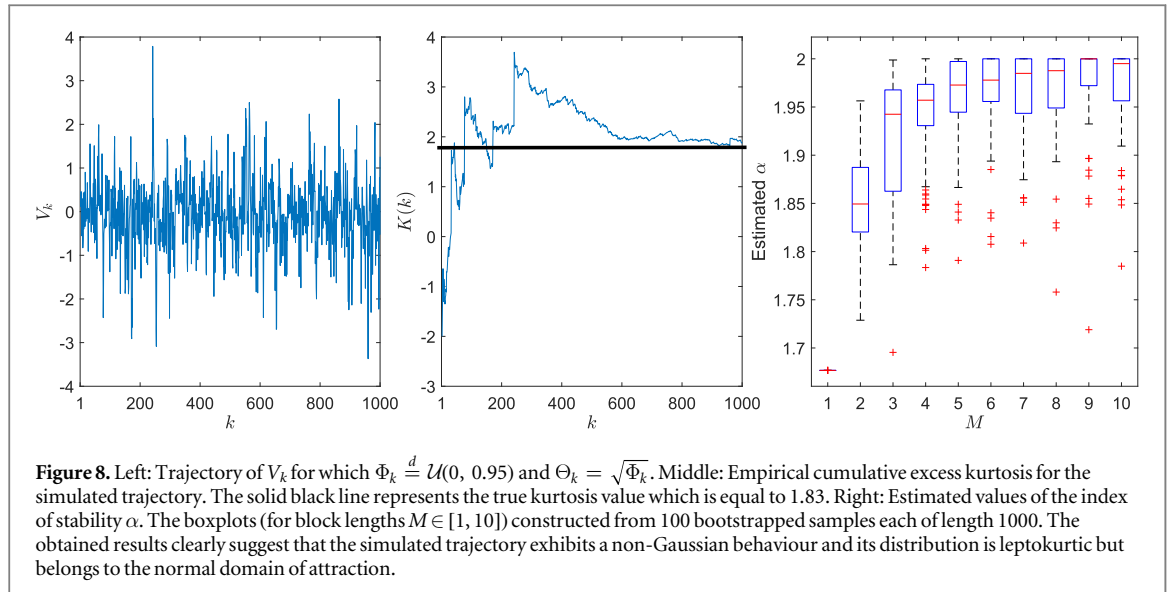 4
3
2
1
0
-1
-2
-3
-4
V_k
1 200 400 600 800 1000
k
4
3
2
1
0
-1
-2
-3
K(k)
1 200 400 600 800 1000
k
2
1.95
1.9
1.85
1.8
1.75
1.7
Estimated α
1 2 3 4 5 6 7 8 9 10
M
Figure 8. Left: Trajectory of V_k for which Φ_k =^d 𝒰(0, 0.95) and Θ_k = √Φ_k. Middle: Empirical cumulative excess kurtosis for the
simulated trajectory. The solid black line represents the true kurtosis value which is equal to 1.83. Right: Estimated values of the index
of stability α. The boxplots (for block lengths M ∈ [1, 10]) constructed from 100 bootstrapped samples each of length 1000. The
obtained results clearly suggest that the simulated trajectory exhibits a non-Gaussian behaviour and its distribution is leptokurtic but
belongs to the normal domain of attraction.